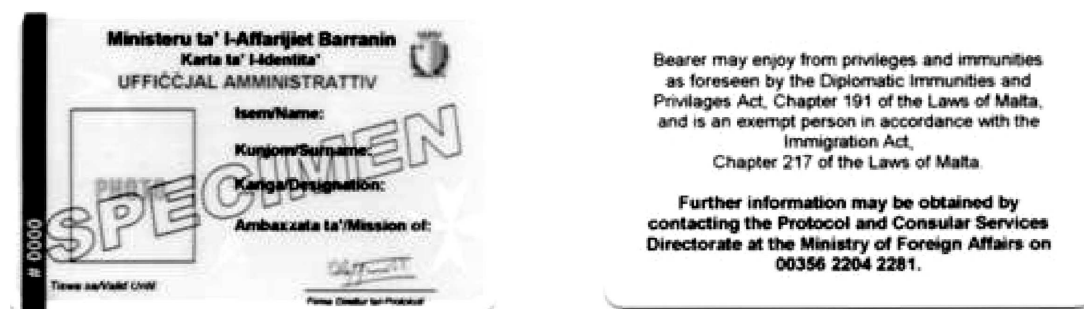 Ministeru ta' l-Affarijiet Barranin
Karta ta' l-Identita'
UFFIĊĊJAL AMMINISTRATTIV
Isem/Name:
Kunjom/Surname:
PHOTO
Kariga/Designation:
SPECIMEN
Ambaxxata ta'/Mission of:
# 0000
Tiswa sa/Valid Until
Firma Direttur tal-Protokoll
Bearer may enjoy from privileges and immunities
as foreseen by the Diplomatic Immunities and
Privilages Act, Chapter 191 of the Laws of Malta,
and is an exempt person in accordance with the
Immigration Act,
Chapter 217 of the Laws of Malta.
Further information may be obtained by
contacting the Protocol and Consular Services
Directorate at the Ministry of Foreign Affairs on
00356 2204 2281.